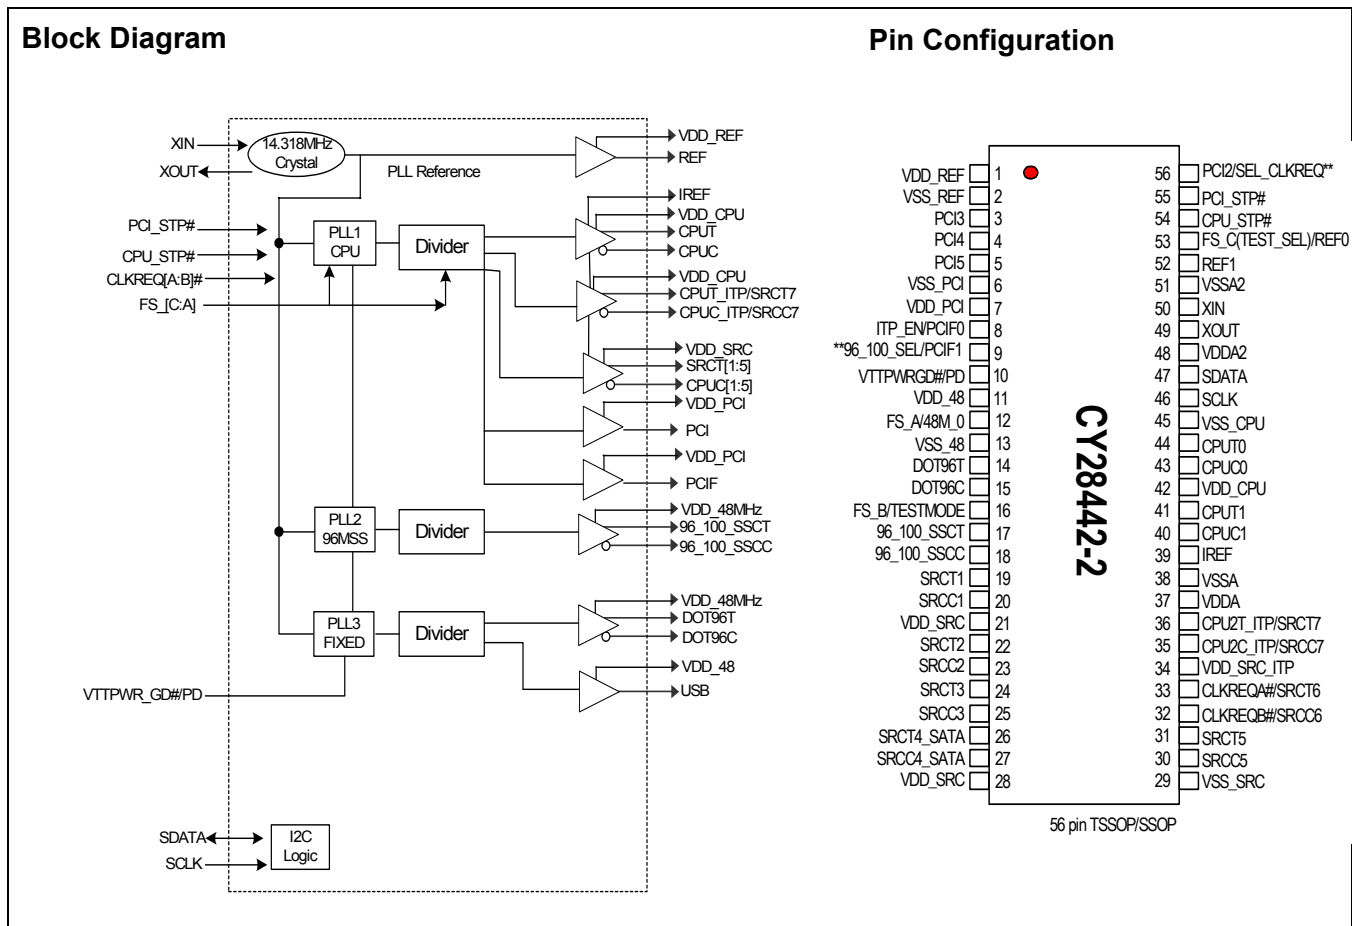 Block Diagram
Pin Configuration
XIN
XOUT
14.318MHz
Crystal
PLL Reference
VDD_REF
REF
IREF
PCI_STP#
CPU_STP#
CLKREQ[A:B]#
FS_[C:A]
PLL1
CPU
Divider
VDD_CPU
CPUT
CPUC
VDD_CPU
CPUT_ITP/SRCT7
CPUC_ITP/SRCC7
VDD_SRC
SRCT[1:5]
CPUC[1:5]
VDD_PCI
PCI
VDD_PCI
PCIF
PLL2
96MSS
Divider
VDD_48MHz
96_100_SSCT
96_100_SSCC
PLL3
FIXED
Divider
VDD_48MHz
DOT96T
DOT96C
VDD_48
USB
VTTPWR_GD#/PD
SDATA
SCLK
I2C
Logic
VDD_REF 1
VSS_REF 2
PCI3 3
PCI4 4
PCI5 5
VSS_PCI 6
VDD_PCI 7
ITP_EN/PCIF0 8
**96_100_SEL/PCIF1 9
VTTPWRGD#/PD 10
VDD_48 11
FS_A/48M_0 12
VSS_48 13
DOT96T 14
DOT96C 15
FS_B/TESTMODE 16
96_100_SSCT 17
96_100_SSCC 18
SRCT1 19
SRCC1 20
VDD_SRC 21
SRCT2 22
SRCC2 23
SRCT3 24
SRCC3 25
SRCT4_SATA 26
SRCC4_SATA 27
VDD_SRC 28
CY28442-2
56 PCI2/SEL_CLKREQ**
55 PCI_STP#
54 CPU_STP#
53 FS_C(TEST_SEL)/REF0
52 REF1
51 VSSA2
50 XIN
49 XOUT
48 VDDA2
47 SDATA
46 SCLK
45 VSS_CPU
44 CPUT0
43 CPUC0
42 VDD_CPU
41 CPUT1
40 CPUC1
39 IREF
38 VSSA
37 VDDA
36 CPU2T_ITP/SRCT7
35 CPU2C_ITP/SRCC7
34 VDD_SRC_ITP
33 CLKREQA#/SRCT6
32 CLKREQB#/SRCC6
31 SRCT5
30 SRCC5
29 VSS_SRC
56 pin TSSOP/SSOP